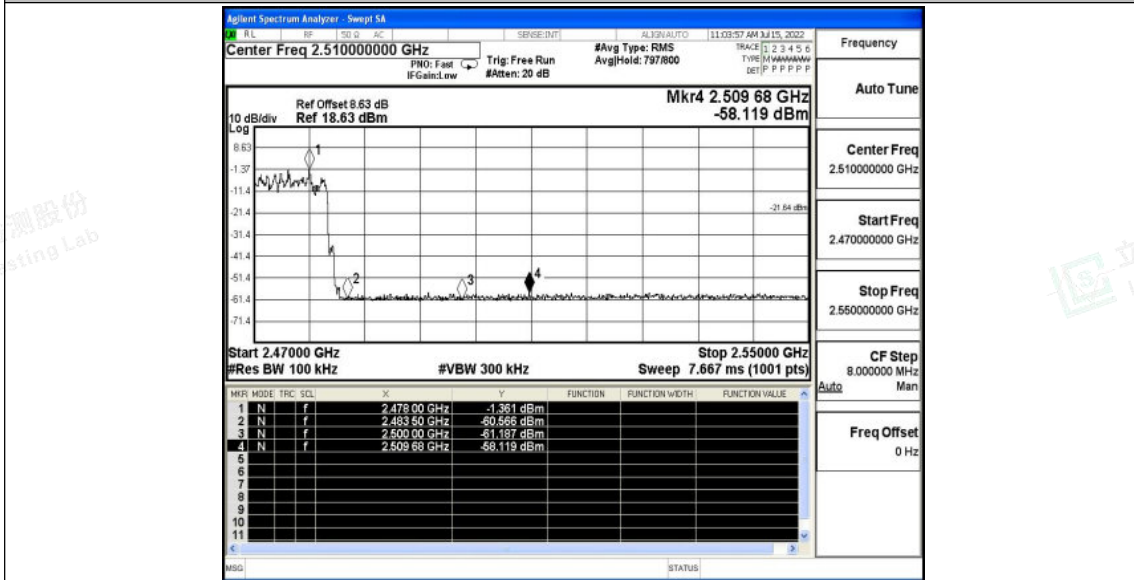 Agilent Spectrum Analyzer - Swept SA
RL RF 50 Ω AC SENSE:INT ALIGN AUTO 11:03:57 AM Jul 15, 2022
Center Freq 2.510000000 GHz
#Avg Type: RMS
TRACE 1 2 3 4 5 6
PNO: Fast Trig: Free Run Avg|Hold: 797/800
TYPE M
IFGain:Low #Atten: 20 dB
DET P P P P P P
Mkr4 2.509 68 GHz
-58.119 dBm
Ref Offset 8.63 dB
10 dB/div Ref 18.63 dBm
Log
8.63
-1.37
-11.4
-21.4
-31.4
-41.4
-51.4
-61.4
-71.4
1
2
3
4
-21.64 dBm
Start 2.47000 GHz Stop 2.55000 GHz
#Res BW 100 kHz #VBW 300 kHz Sweep 7.667 ms (1001 pts)
MKR MODE TRC SCL X Y FUNCTION FUNCTION WIDTH FUNCTION VALUE
1 N f 2.478 00 GHz -1.361 dBm
2 N f 2.483 50 GHz -60.566 dBm
3 N f 2.500 00 GHz -61.187 dBm
4 N f 2.509 68 GHz -58.119 dBm
5
6
7
8
9
10
11
MSG STATUS
Frequency
Auto Tune
Center Freq
2.510000000 GHz
Start Freq
2.470000000 GHz
Stop Freq
2.550000000 GHz
CF Step
8.000000 MHz
Auto Man
Freq Offset
0 Hz
测股份
sting Lab
立